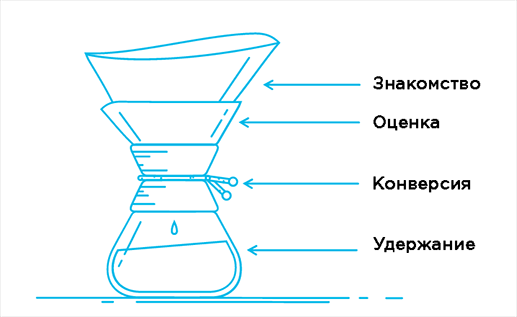 Знакомство
Оценка
Конверсия
Удержание